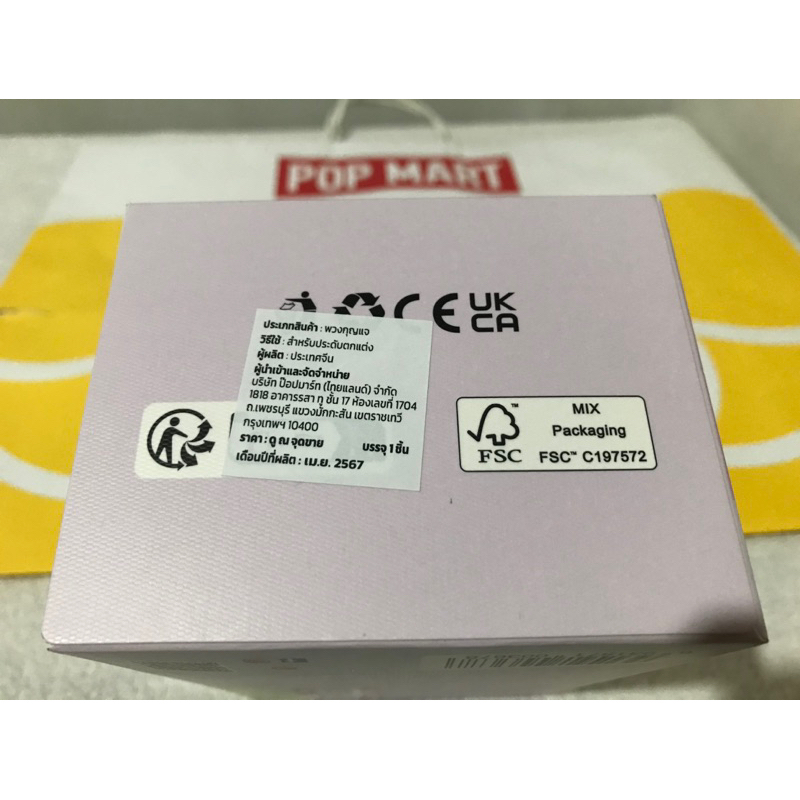 POP MART
CE UK
CA
ประเภทสินค้า : พวงกุญแจ
วิธีใช้ : สำหรับประดับตกแต่ง
ผู้ผลิต : ประเทศจีน
ผู้นำเข้าและจัดจำหน่าย
บริษัท ป๊อปมาร์ท (ไทยแลนด์) จำกัด
1818 อาคารรสา ทู ชั้น 17 ห้องเลขที่ 1704
ถ.เพชรบุรี แขวงมักกะสัน เขตราชเทวี
กรุงเทพฯ 10400
ราคา : ดู ณ จุดขาย บรรจุ 1 ชิ้น
เดือนปีที่ผลิต : เม.ย. 2567
FSC™
MIX
Packaging
FSC™ C197572